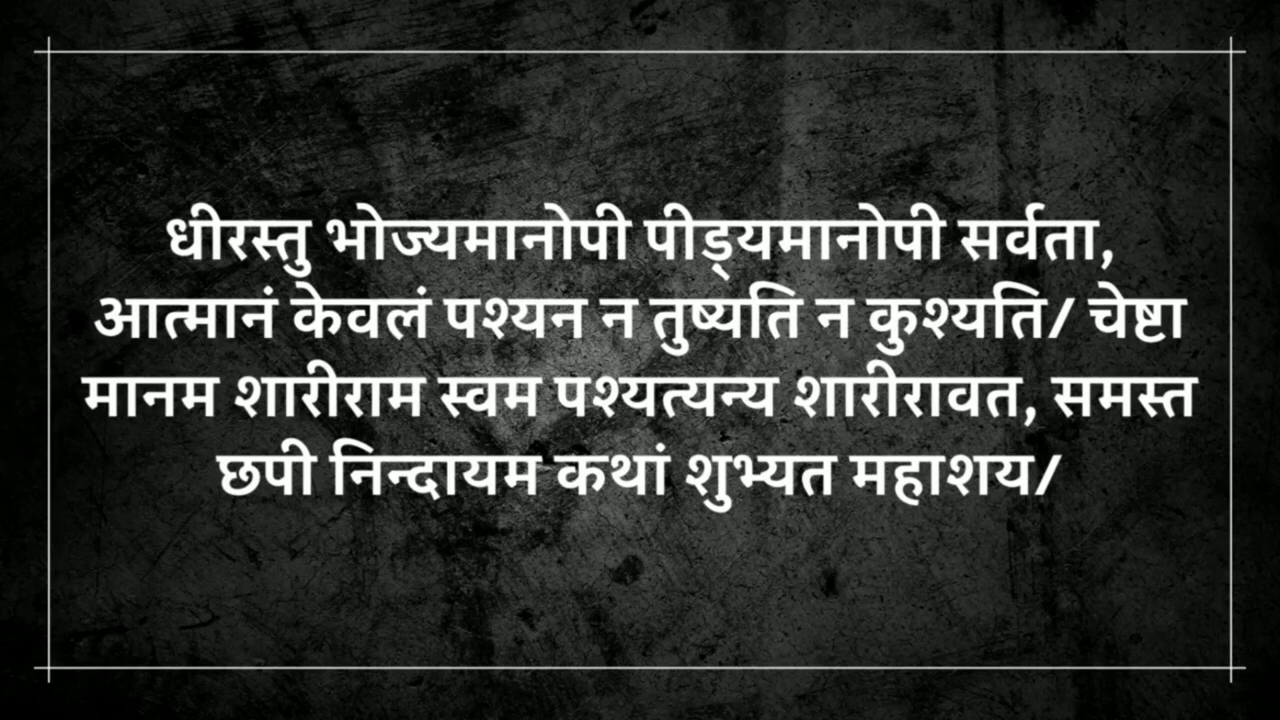 धीरस्तु भोज्यमानोपी पीड़्यमानोपी सर्वता,
आत्मानं केवलं पश्यन न तुष्यति न कुश्यति/ चेष्टा
मानम शारीराम स्वम पश्यत्यन्य शारीरावत, समस्त
छपी निन्दायम कथां शुभ्यत महाशय/